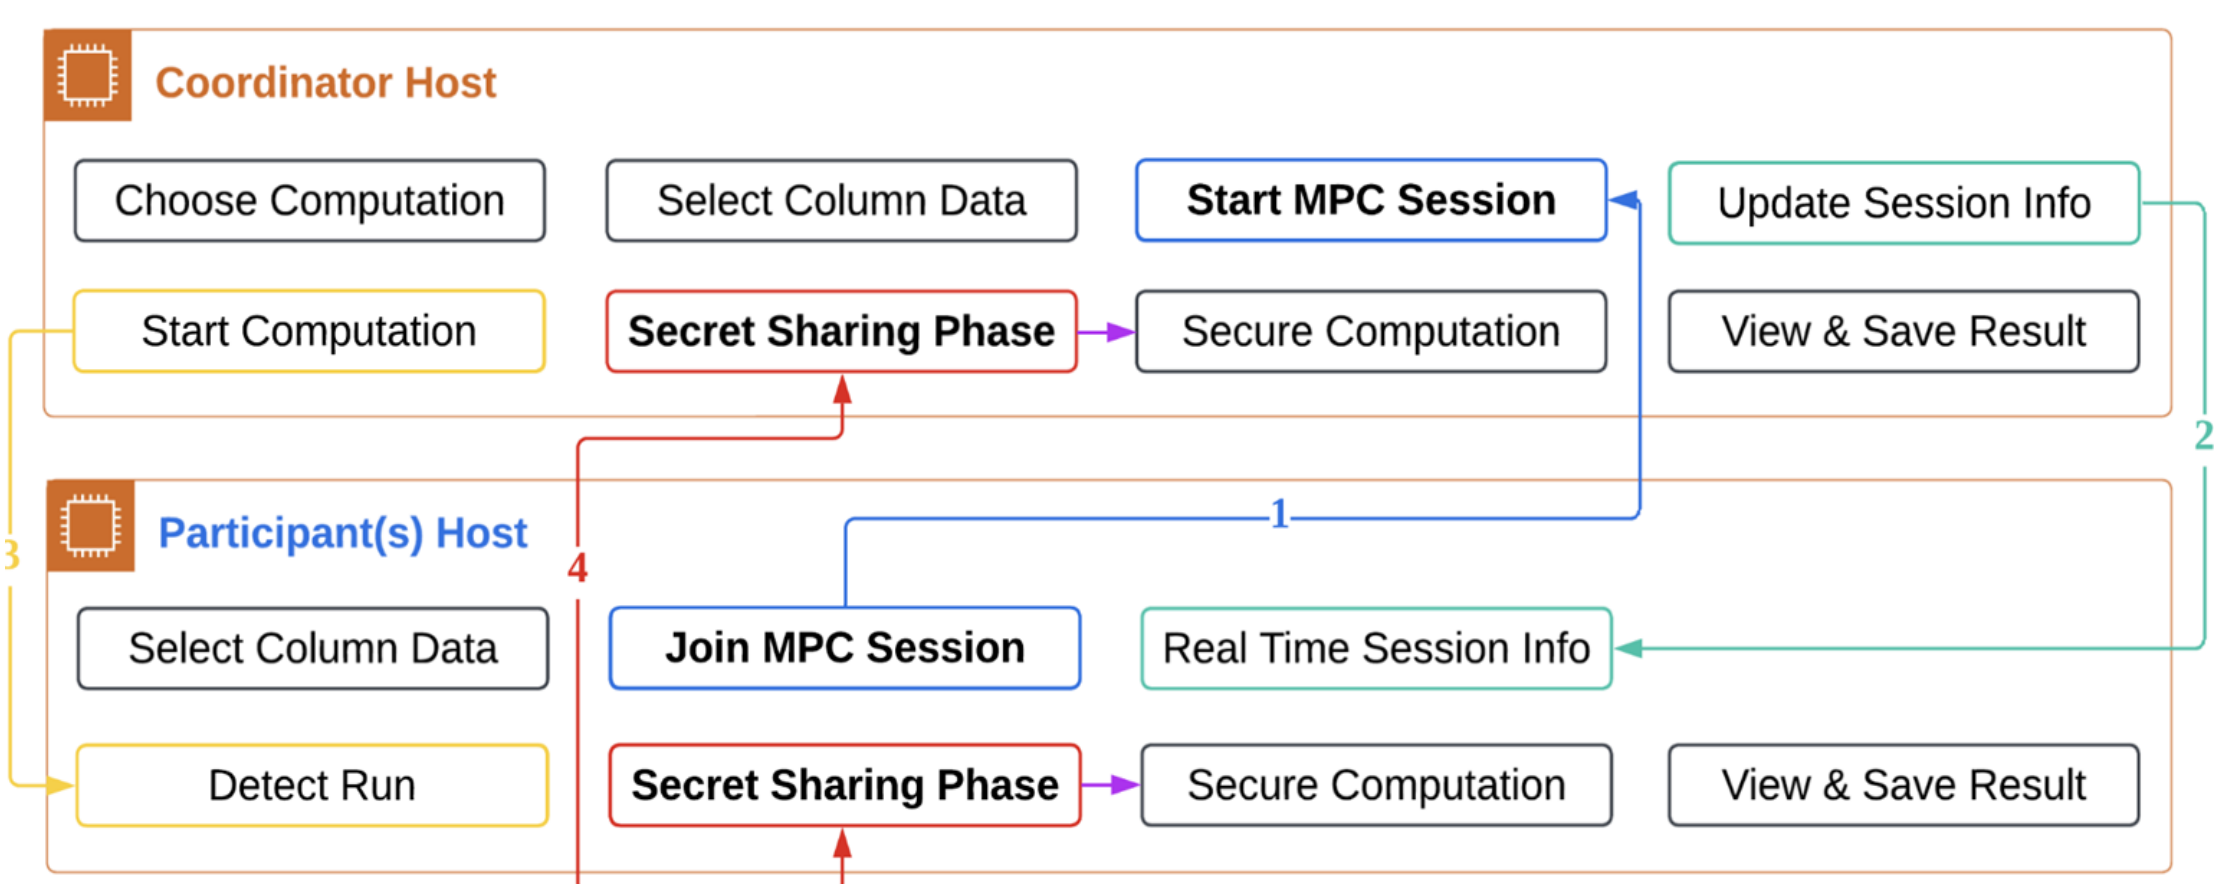 Coordinator Host
Choose Computation
Select Column Data
Start MPC Session
Update Session Info
Start Computation
Secret Sharing Phase
Secure Computation
View & Save Result
2
Participant(s) Host
1
3
4
Select Column Data
Join MPC Session
Real Time Session Info
Detect Run
Secret Sharing Phase
Secure Computation
View & Save Result